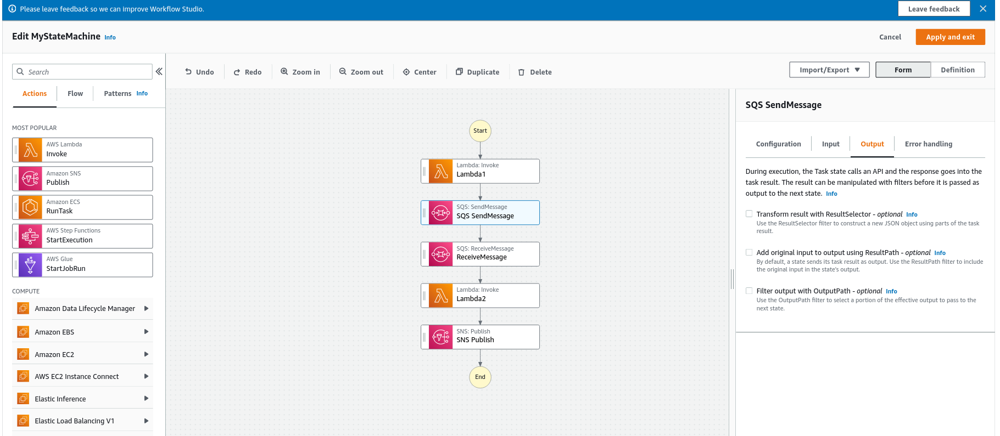 Please leave feedback so we can improve Workflow Studio.
Leave feedback
Edit MyStateMachine Info
Cancel
Apply and exit
Search
Undo
Redo
Zoom in
Zoom out
Center
Duplicate
Delete
Import/Export
Form
Definition
Actions
Flow
Patterns Info
MOST POPULAR
AWS Lambda
Invoke
Amazon SNS
Publish
Amazon ECS
RunTask
AWS Step Functions
StartExecution
AWS Glue
StartJobRun
COMPUTE
Amazon Data Lifecycle Manager
Amazon EBS
Amazon EC2
AWS EC2 Instance Connect
Elastic Inference
Elastic Load Balancing V1
Start
Lambda: Invoke
Lambda1
SQS: SendMessage
SQS SendMessage
SQS: ReceiveMessage
ReceiveMessage
Lambda: Invoke
Lambda2
SNS: Publish
SNS Publish
End
SQS SendMessage
Configuration
Input
Output
Error handling
During execution, the Task state calls an API and the response goes into the
task result. The result can be manipulated with filters before it is passed as
output to the next state. Info
Transform result with ResultSelector - optional Info
Use the ResultSelector filter to construct a new JSON object using parts of the task
result.
Add original input to output using ResultPath - optional Info
By default, a state sends its task result as output. Use the ResultPath filter to include
the original input in the state's output.
Filter output with OutputPath - optional Info
Use the OutputPath filter to select a portion of the effective output to pass to the
next state.